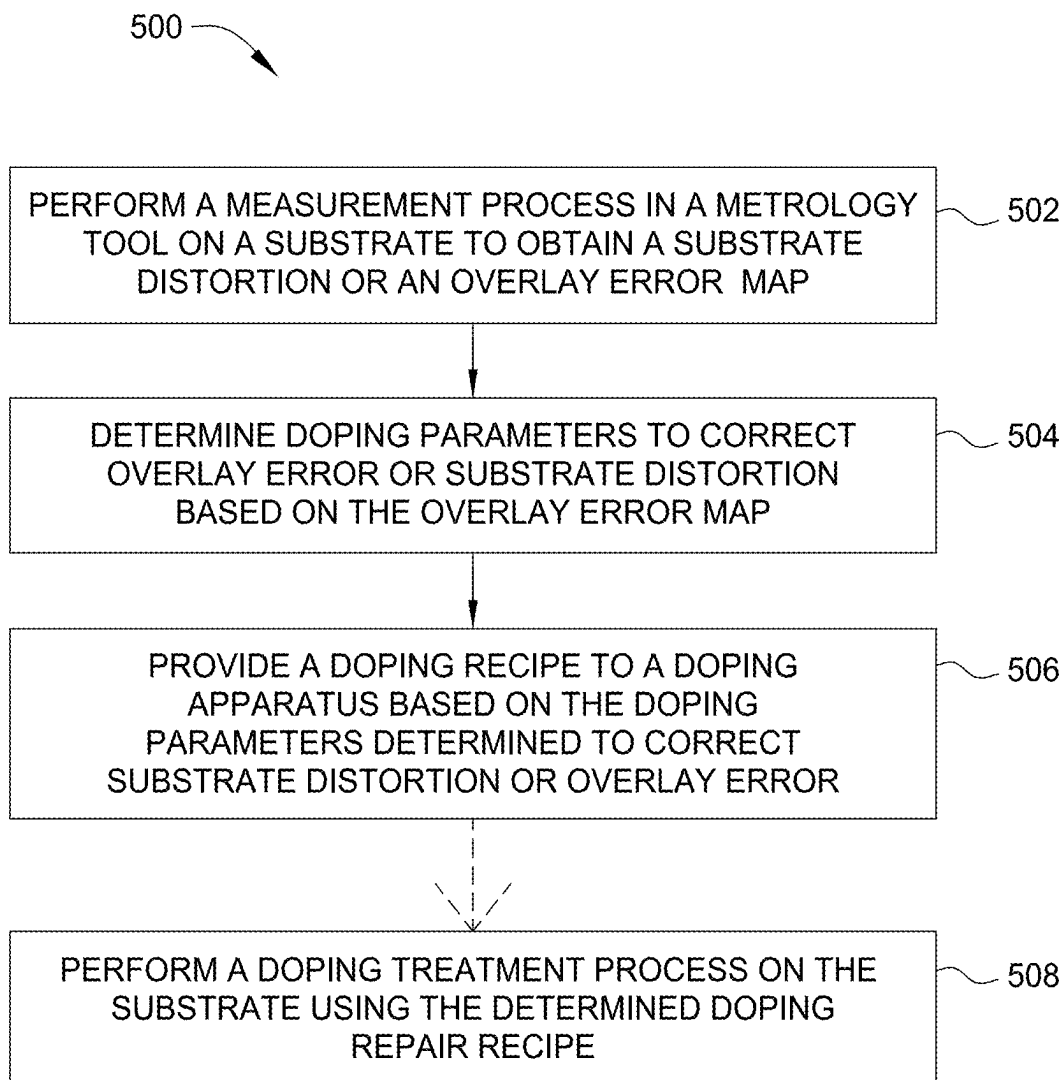 500
PERFORM A MEASUREMENT PROCESS IN A METROLOGY
TOOL ON A SUBSTRATE TO OBTAIN A SUBSTRATE
DISTORTION OR AN OVERLAY ERROR MAP
502
DETERMINE DOPING PARAMETERS TO CORRECT
OVERLAY ERROR OR SUBSTRATE DISTORTION
BASED ON THE OVERLAY ERROR MAP
504
PROVIDE A DOPING RECIPE TO A DOPING
APPARATUS BASED ON THE DOPING
PARAMETERS DETERMINED TO CORRECT
SUBSTRATE DISTORTION OR OVERLAY ERROR
506
PERFORM A DOPING TREATMENT PROCESS ON THE
SUBSTRATE USING THE DETERMINED DOPING
REPAIR RECIPE
508